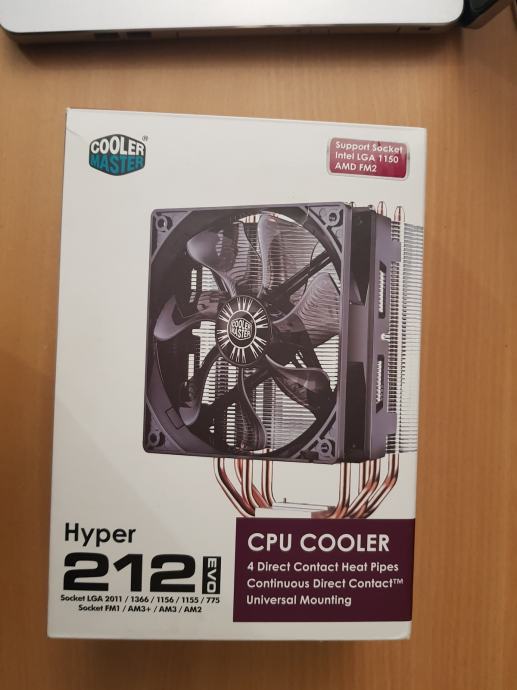 COOLER
MASTER
®
Support Socket
Intel LGA 1150
AMD FM2
COOLER
MASTER
Hyper
212 EVO
Socket LGA 2011 / 1366 / 1156 / 1155 / 775
Socket FM1 / AM3+ / AM3 / AM2
CPU COOLER
4 Direct Contact Heat Pipes
Continuous Direct Contact™
Universal Mounting